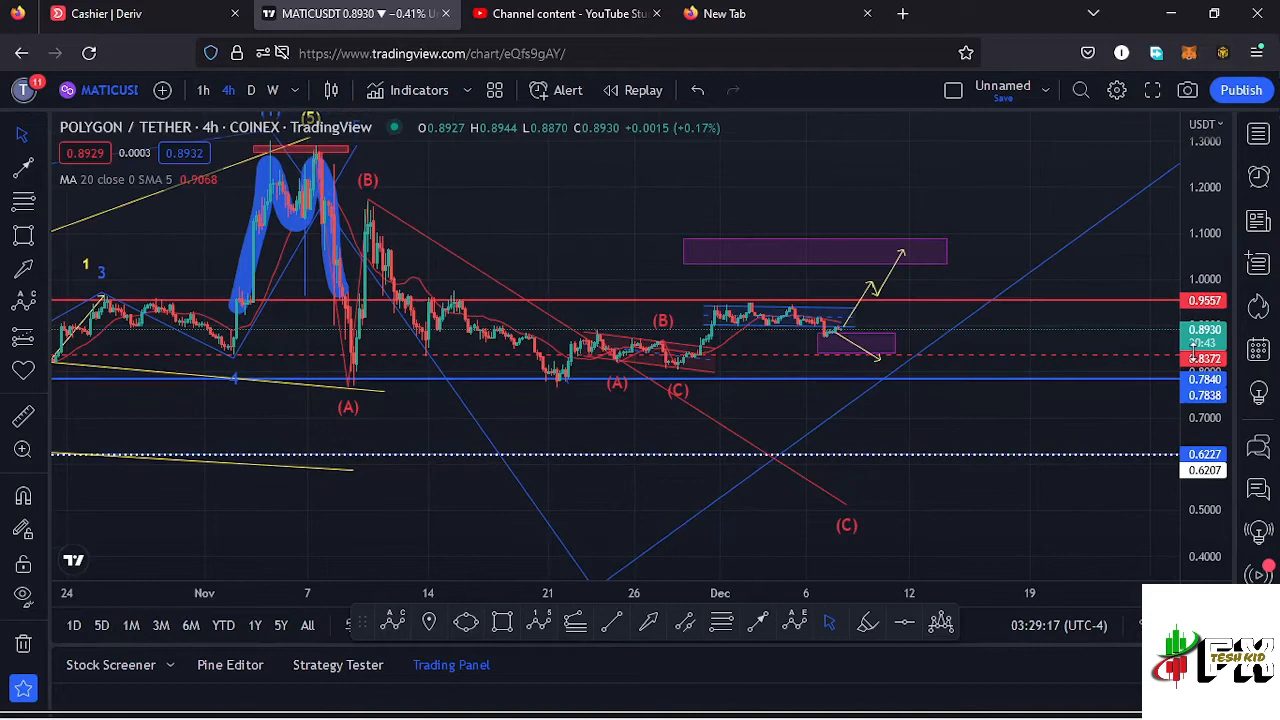 Cashier | Deriv
MATICUSDT 0.8930 ▼ −0.41% U
Channel content - YouTube Stu
New Tab
https://www.tradingview.com/chart/eQfs9gAY/
T
11
MATICUSI
1h
4h
D
W
Indicators
Alert
Replay
Unnamed
Save
Publish
POLYGON / TETHER · 4h · COINEX · TradingView
O0.8927 H0.8944 L0.8870 C0.8930 +0.0015 (+0.17%)
0.8929
0.0003
0.8932
MA 20 close 0 SMA 5 0.9068
USDT
1.3000
1.2000
1.1000
1.0000
0.9557
0.8930
0.8372
0.7840
0.7838
0.7000
0.6227
0.6207
0.5000
0.4000
(5)
(B)
1
3
4
(A)
(B)
(A)
(C)
(C)
24
Nov
7
14
21
26
Dec
6
12
19
1D
5D
1M
3M
6M
YTD
1Y
5Y
All
03:29:17 (UTC-4)
Stock Screener
Pine Editor
Strategy Tester
Trading Panel
FX
TESH KID